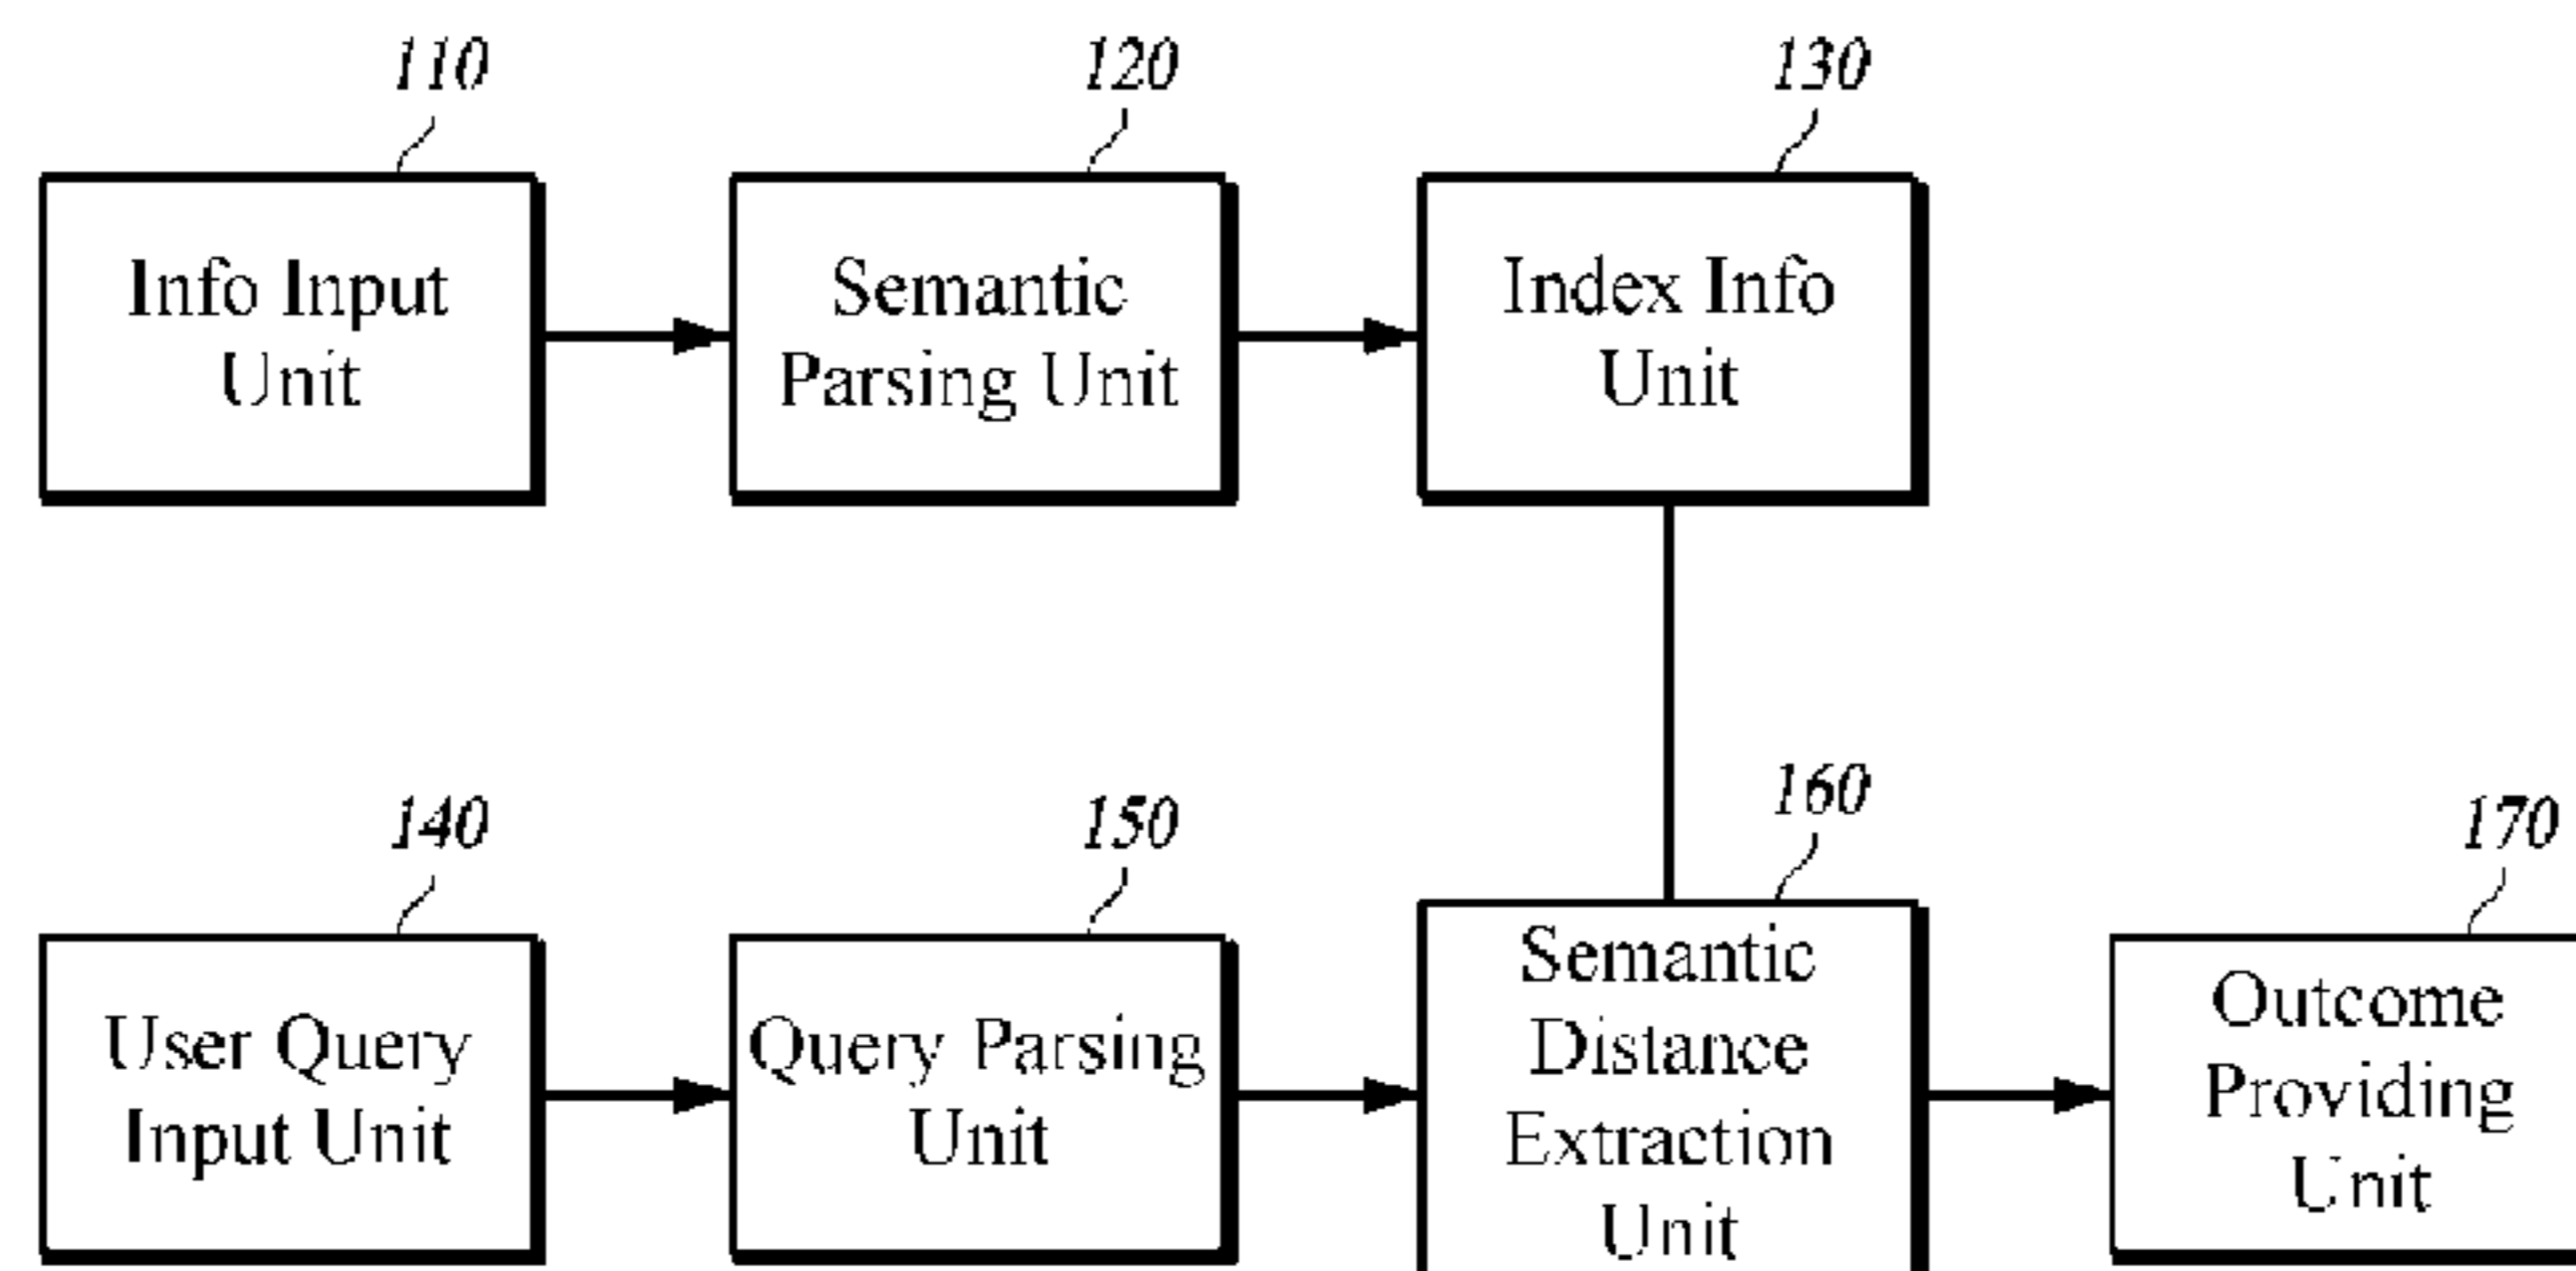 110
120
130
Info Input
Unit
Semantic
Parsing Unit
Index Info
Unit
140
150
160
170
User Query
Input Unit
Query Parsing
Unit
Semantic
Distance
Extraction
Unit
Outcome
Providing
Unit